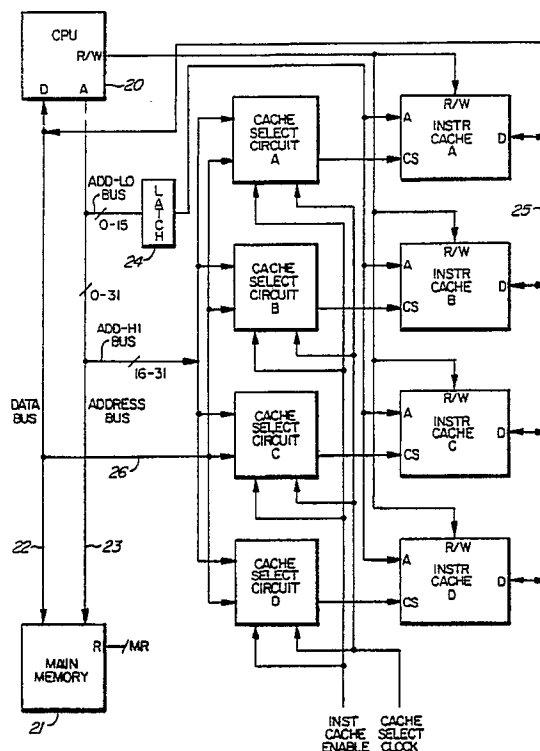 CPU
R/W
D
A
20
ADD-LO
BUS
0-15
LATCH
24
0-31
ADD-HI
BUS
16-31
DATA
BUS
ADDRESS
BUS
26
22
23
MAIN
MEMORY
R
/MR
21
CACHE
SELECT
CIRCUIT
A
CACHE
SELECT
CIRCUIT
B
CACHE
SELECT
CIRCUIT
C
CACHE
SELECT
CIRCUIT
D
R/W
A
INSTR
CACHE
A
D
CS
25
R/W
A
INSTR
CACHE
B
D
CS
R/W
A
INSTR
CACHE
C
D
CS
R/W
A
INSTR
CACHE
D
D
CS
INST
CACHE
ENABLE
CACHE
SELECT
CLOCK